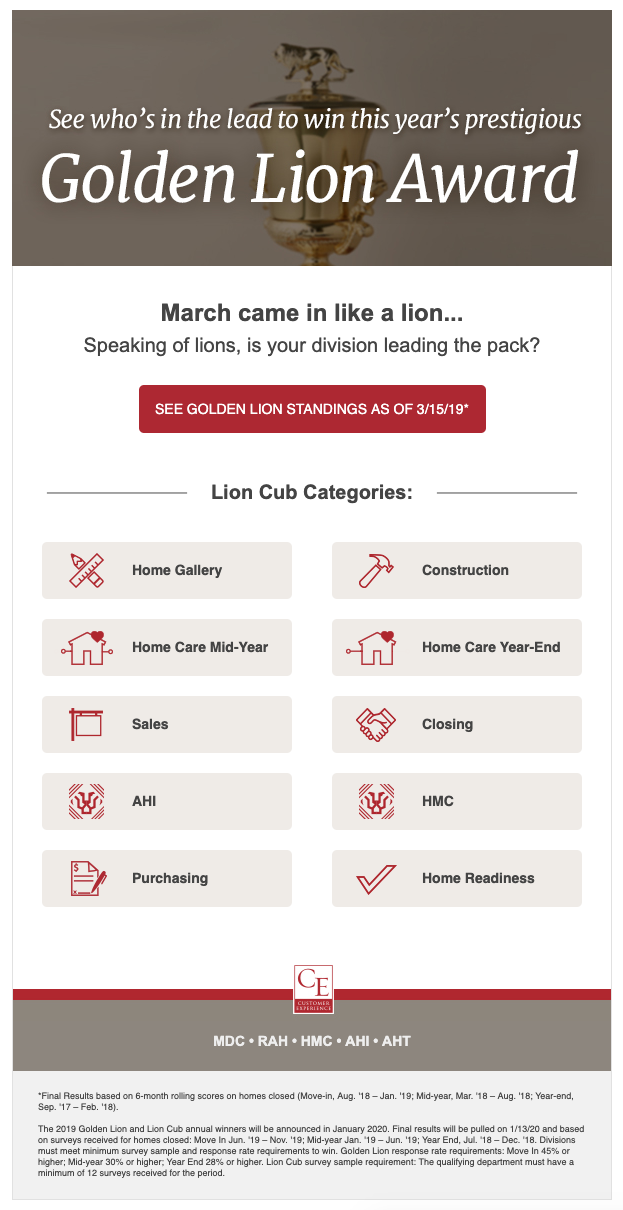 See who's in the lead to win this year's prestigious
Golden Lion Award
March came in like a lion...
Speaking of lions, is your division leading the pack?
SEE GOLDEN LION STANDINGS AS OF 3/15/19*
Lion Cub Categories:
Home Gallery
Construction
Home Care Mid-Year
Home Care Year-End
Sales
Closing
AHI
HMC
$
Purchasing
Home Readiness
CE
CUSTOMER
EXPERIENCE
MDC • RAH • HMC • AHI • AHT
*Final Results based on 6-month rolling scores on homes closed (Move-in, Aug. '18 – Jan. '19; Mid-year, Mar. '18 – Aug. '18; Year-end,
Sep. '17 – Feb. '18).
The 2019 Golden Lion and Lion Cub annual winners will be announced in January 2020. Final results will be pulled on 1/13/20 and based
on surveys received for homes closed: Move In Jun. '19 – Nov. '19; Mid-year Jan. '19 – Jun. '19; Year End, Jul. '18 – Dec. '18. Divisions
must meet minimum survey sample and response rate requirements to win. Golden Lion response rate requirements: Move In 45% or
higher; Mid-year 30% or higher; Year End 28% or higher. Lion Cub survey sample requirement: The qualifying department must have a
minimum of 12 surveys received for the period.